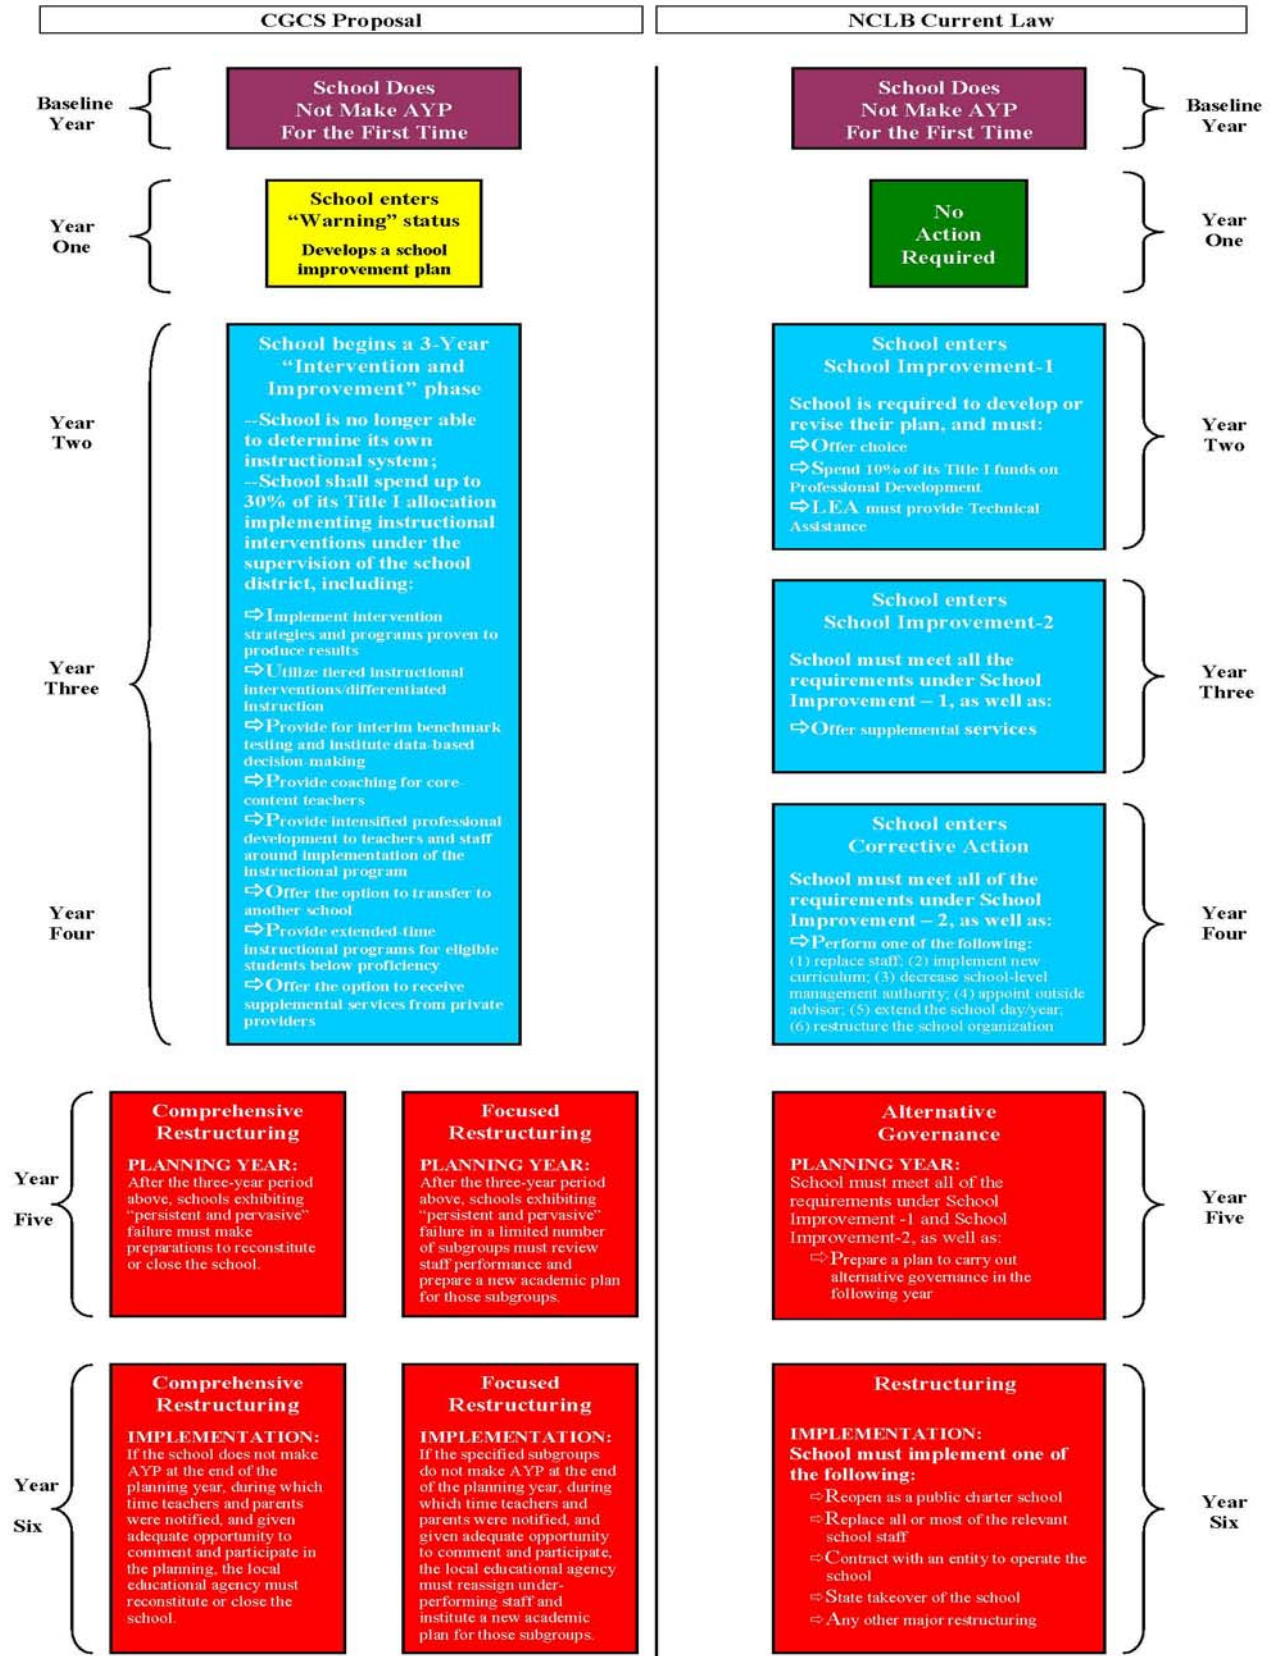 CGCS Proposal
NCLB Current Law
Baseline
Year
School Does
Not Make AYP
For the First Time
School Does
Not Make AYP
For the First Time
Baseline
Year
Year
One
School enters
“Warning” status
Develops a school
improvement plan
No
Action
Required
Year
One
Year
Two
Year
Three
Year
Four
School begins a 3-Year
“Intervention and
Improvement” phase
--School is no longer able
to determine its own
instructional system;
--School shall spend up to
30% of its Title I allocation
implementing instructional
interventions under the
supervision of the school
district, including:
⇨Implement intervention
strategies and programs proven to
produce results
⇨Utilize tiered instructional
interventions/differentiated
instruction
⇨Provide for interim benchmark
testing and institute data-based
decision-making
⇨Provide coaching for core-
content teachers
⇨Provide intensified professional
development to teachers and staff
around implementation of the
instructional program
⇨Offer the option to transfer to
another school
⇨Provide extended-time
instructional programs for eligible
students below proficiency
⇨Offer the option to receive
supplemental services from private
providers
School enters
School Improvement-1
School is required to develop or
revise their plan, and must:
⇨Offer choice
⇨Spend 10% of its Title I funds on
Professional Development
⇨LEA must provide Technical
Assistance
Year
Two
School enters
School Improvement-2
School must meet all the
requirements under School
Improvement – 1, as well as:
⇨Offer supplemental services
Year
Three
School enters
Corrective Action
School must meet all of the
requirements under School
Improvement – 2, as well as:
⇨Perform one of the following:
(1) replace staff; (2) implement new
curriculum; (3) decrease school-level
management authority; (4) appoint outside
advisor; (5) extend the school day/year;
(6) restructure the school organization
Year
Four
Year
Five
Comprehensive
Restructuring
PLANNING YEAR:
After the three-year period
above, schools exhibiting
“persistent and pervasive”
failure must make
preparations to reconstitute
or close the school.
Focused
Restructuring
PLANNING YEAR:
After the three-year period
above, schools exhibiting
“persistent and pervasive”
failure in a limited number
of subgroups must review
staff performance and
prepare a new academic plan
for those subgroups.
Alternative
Governance
PLANNING YEAR:
School must meet all of the
requirements under School
Improvement -1 and School
Improvement-2, as well as:
⇨Prepare a plan to carry out
alternative governance in the
following year
Year
Five
Year
Six
Comprehensive
Restructuring
IMPLEMENTATION:
If the school does not make
AYP at the end of the
planning year, during which
time teachers and parents
were notified, and given
adequate opportunity to
comment and participate in
the planning, the local
educational agency must
reconstitute or close the
school.
Focused
Restructuring
IMPLEMENTATION:
If the specified subgroups
do not make AYP at the end
of the planning year, during
which time teachers and
parents were notified, and
given adequate opportunity
to comment and participate,
the local educational agency
must reassign under-
performing staff and
institute a new academic
plan for those subgroups.
Restructuring
IMPLEMENTATION:
School must implement one of
the following:
⇨Reopen as a public charter school
⇨Replace all or most of the relevant
school staff
⇨Contract with an entity to operate the
school
⇨State takeover of the school
⇨Any other major restructuring
Year
Six